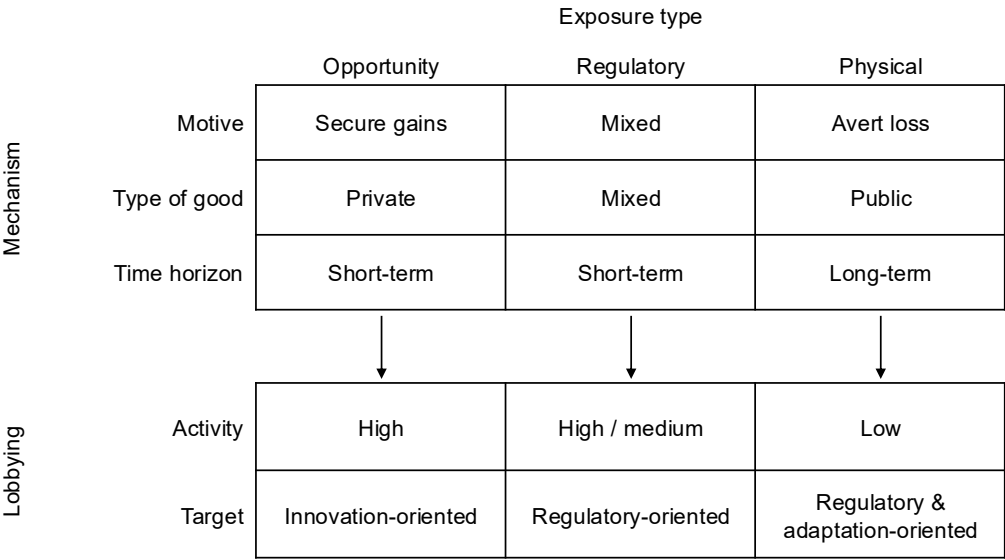 Exposure type
Opportunity Regulatory Physical
Mechanism
Motive Secure gains Mixed Avert loss
Type of good Private Mixed Public
Time horizon Short-term Short-term Long-term
Lobbying
Activity High High / medium Low
Target Innovation-oriented Regulatory-oriented Regulatory &
adaptation-oriented